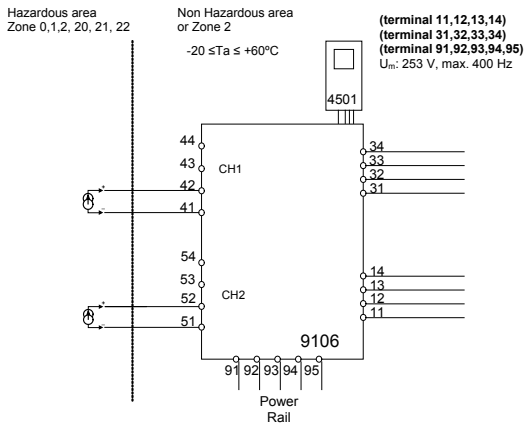 Hazardous area
Zone 0,1,2, 20, 21, 22
Non Hazardous area
or Zone 2
-20 ≤Ta ≤ +60ºC
(terminal 11,12,13,14)
(terminal 31,32,33,34)
(terminal 91,92,93,94,95)
Um: 253 V, max. 400 Hz
4501
44
43
42
41
CH1
+
-
34
33
32
31
54
53
52
51
CH2
+
-
14
13
12
11
9106
91 92 93 94 95
Power
Rail